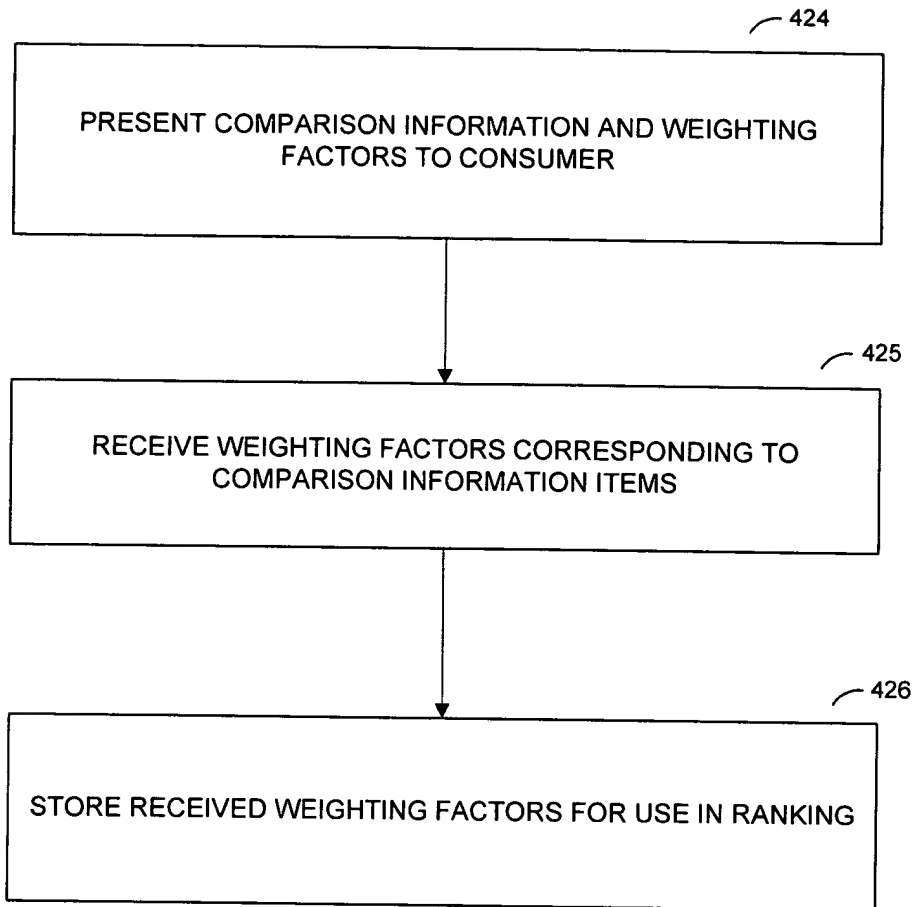 424
PRESENT COMPARISON INFORMATION AND WEIGHTING
FACTORS TO CONSUMER
425
RECEIVE WEIGHTING FACTORS CORRESPONDING TO
COMPARISON INFORMATION ITEMS
426
STORE RECEIVED WEIGHTING FACTORS FOR USE IN RANKING